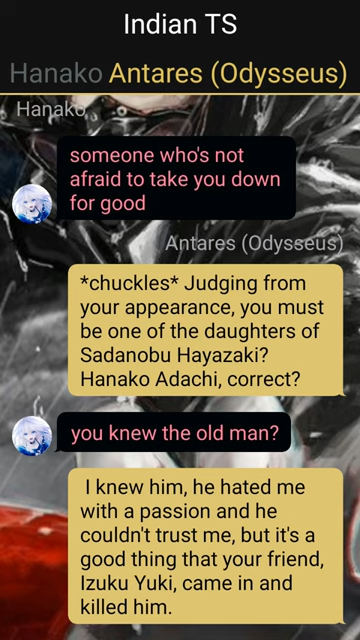 Indian TS
Hanako Antares (Odysseus)
Hanako
someone who's not
afraid to take you down
for good
Antares (Odysseus)
*chuckles* Judging from
your appearance, you must
be one of the daughters of
Sadanobu Hayazaki?
Hanako Adachi, correct?
you knew the old man?
I knew him, he hated me
with a passion and he
couldn't trust me, but it's a
good thing that your friend,
Izuku Yuki, came in and
killed him.